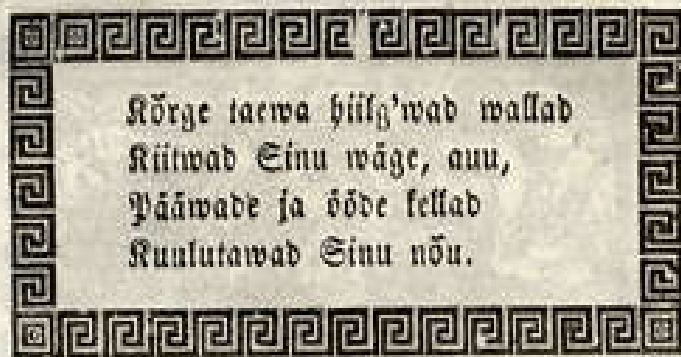 Kõrge taewa hiilg'wad wallad
Kiitwad Sinu wäge, auu,
Pääwade ja ööde kellad
Kuulutawad Sinu nõu.